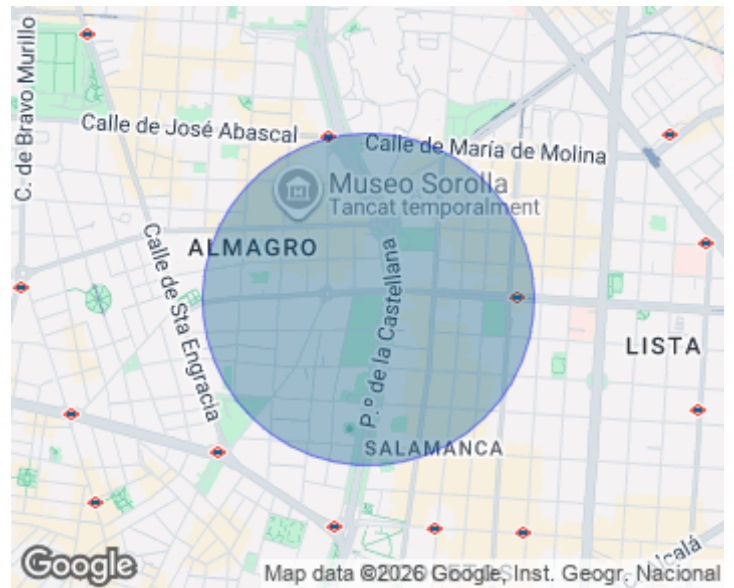 C. de Bravo Murillo
Calle de José Abascal
Calle de María de Molina
Museo Sorolla
Tancat temporalment
ALMAGRO
Calle de Sta Engracia
P.º de la Castellana
LISTA
SALAMANCA
Google
Map data ©2026 Google, Inst. Geogr. Nacional